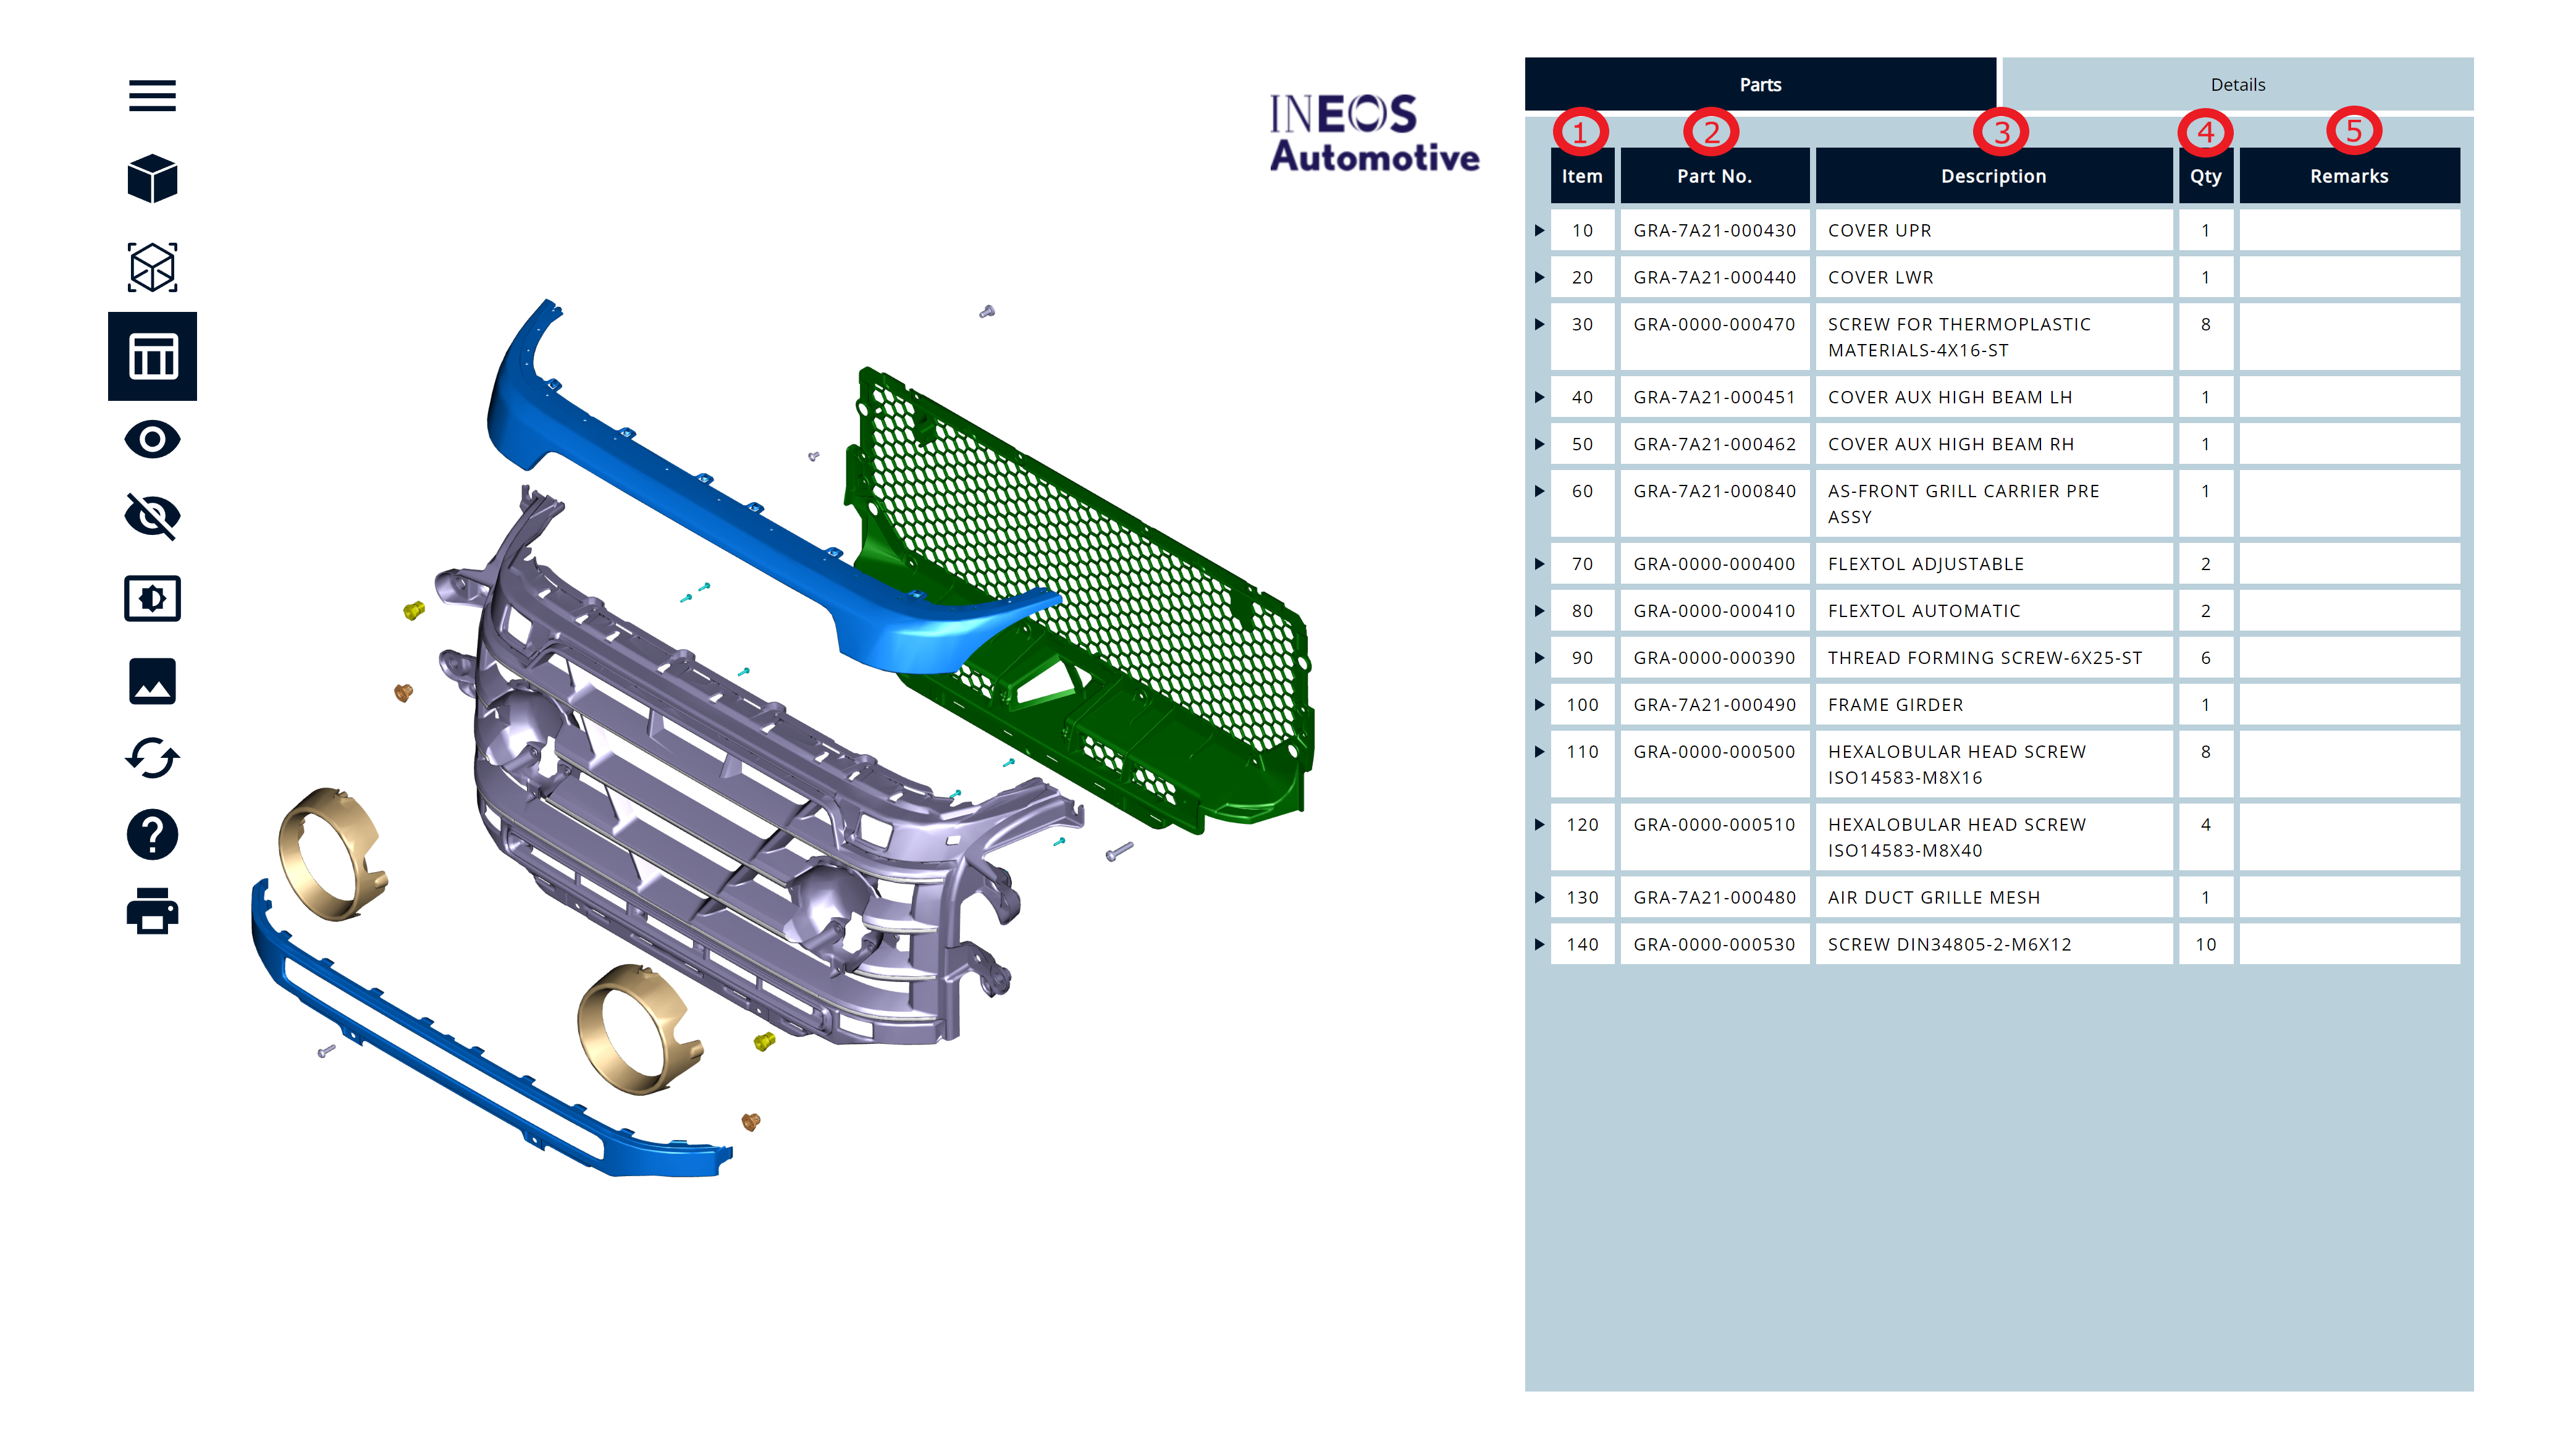 INEOS
Automotive
Parts
Details
1
2
3
4
5
Item
Part No.
Description
Qty
Remarks
10 GRA-7A21-000430 COVER UPR 1
20 GRA-7A21-000440 COVER LWR 1
30 GRA-0000-000470 SCREW FOR THERMOPLASTIC 8
MATERIALS-4X16-ST
40 GRA-7A21-000451 COVER AUX HIGH BEAM LH 1
50 GRA-7A21-000462 COVER AUX HIGH BEAM RH 1
60 GRA-7A21-000840 AS-FRONT GRILL CARRIER PRE 1
ASSY
70 GRA-0000-000400 FLEXTOL ADJUSTABLE 2
80 GRA-0000-000410 FLEXTOL AUTOMATIC 2
90 GRA-0000-000390 THREAD FORMING SCREW-6X25-ST 6
100 GRA-7A21-000490 FRAME GIRDER 1
110 GRA-0000-000500 HEXALOBULAR HEAD SCREW 8
ISO14583-M8X16
120 GRA-0000-000510 HEXALOBULAR HEAD SCREW 4
ISO14583-M8X40
130 GRA-7A21-000480 AIR DUCT GRILLE MESH 1
140 GRA-0000-000530 SCREW DIN34805-2-M6X12 10